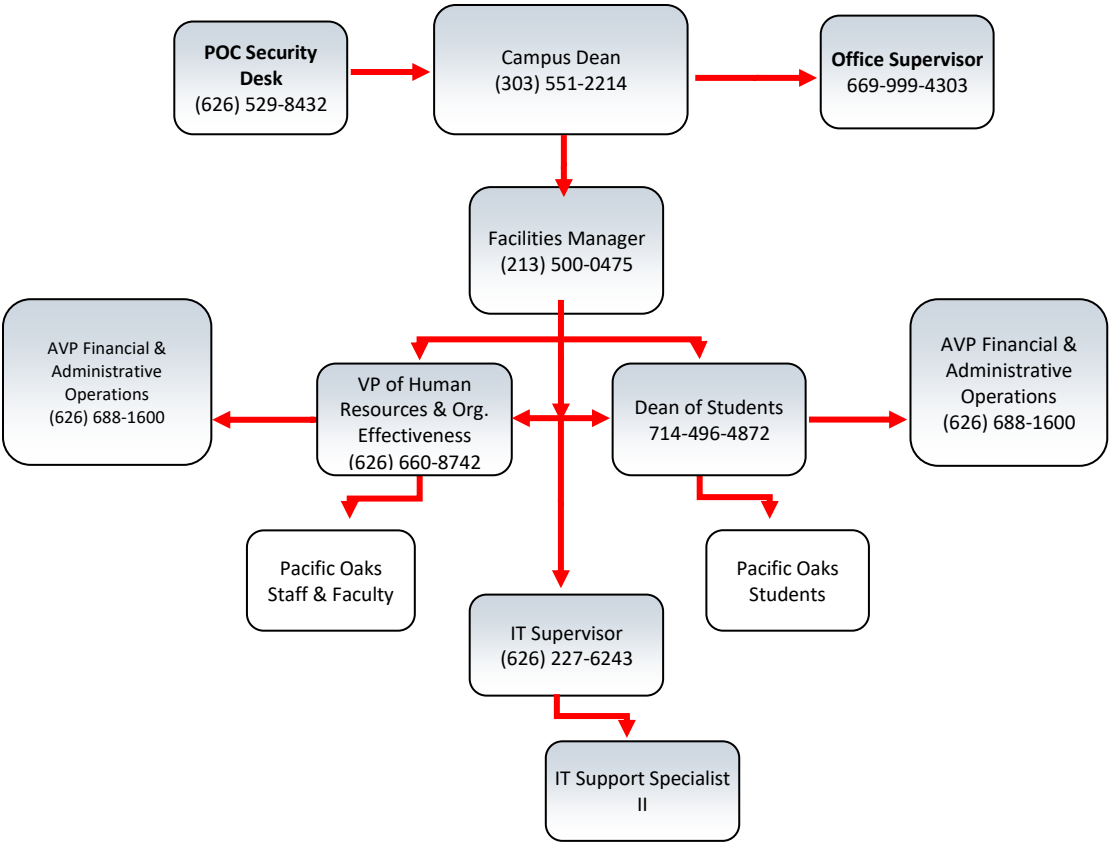 POC Security
Desk
(626) 529-8432
Campus Dean
(303) 551-2214
Office Supervisor
669-999-4303
Facilities Manager
(213) 500-0475
AVP Financial &
Administrative
Operations
(626) 688-1600
VP of Human
Resources & Org.
Effectiveness
(626) 660-8742
Dean of Students
714-496-4872
AVP Financial &
Administrative
Operations
(626) 688-1600
Pacific Oaks
Staff & Faculty
Pacific Oaks
Students
IT Supervisor
(626) 227-6243
IT Support Specialist
II